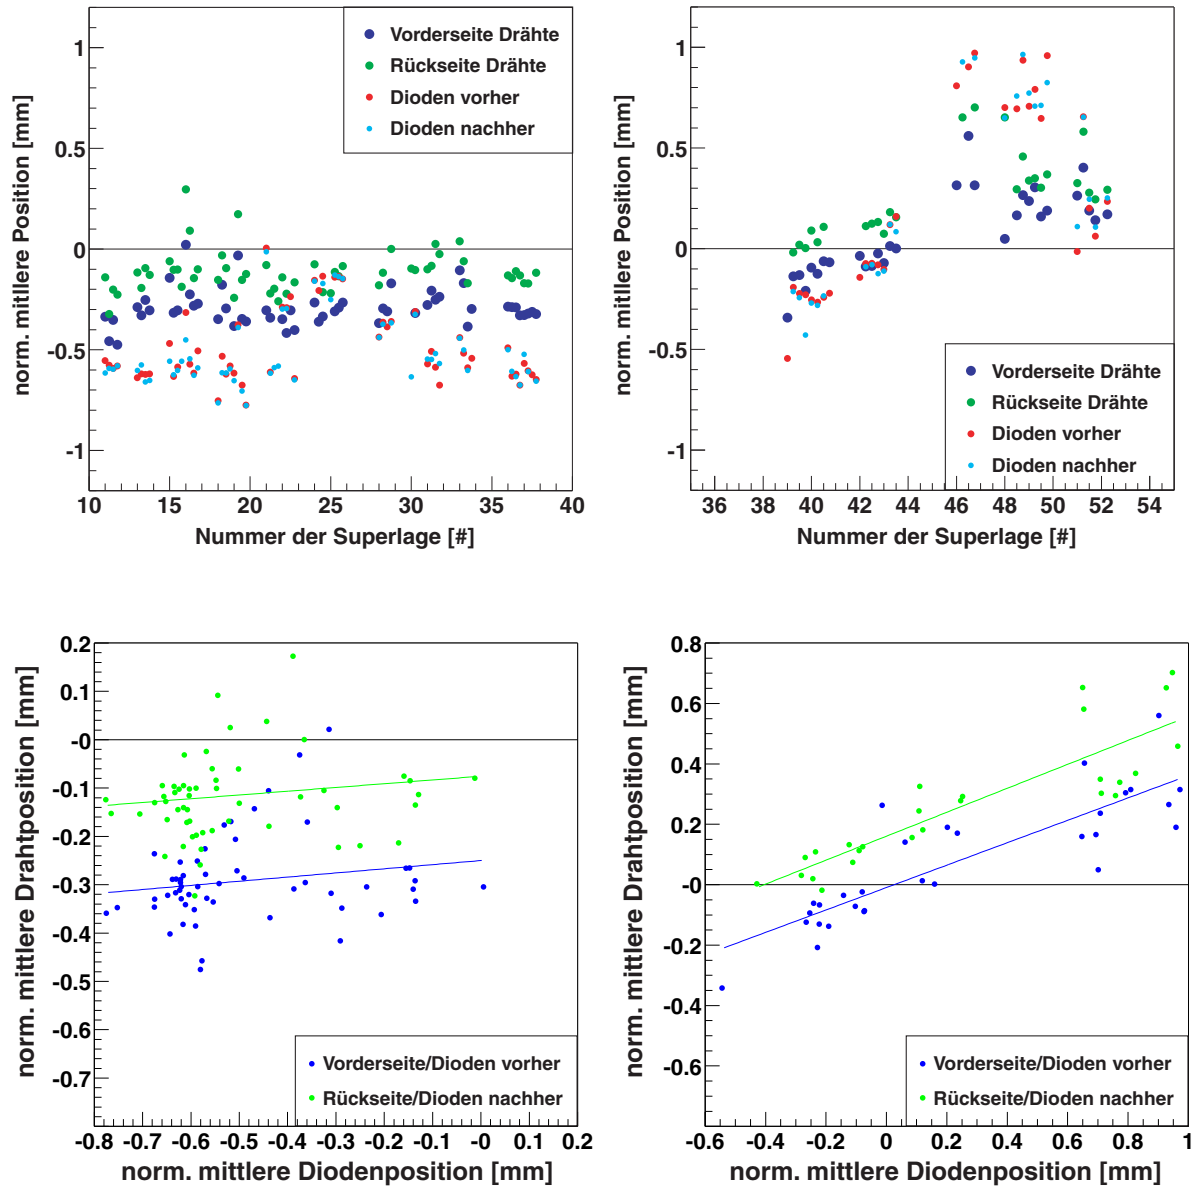 norm. mittlere Position [mm]
1
0.5
0
-0.5
-1
10 15 20 25 30 35 40
Nummer der Superlage [#]
Vorderseite Drähte
Rückseite Drähte
Dioden vorher
Dioden nachher
norm. mittlere Position [mm]
1
0.5
0
-0.5
-1
36 38 40 42 44 46 48 50 52 54
Nummer der Superlage [#]
Vorderseite Drähte
Rückseite Drähte
Dioden vorher
Dioden nachher
norm. mittlere Drahtposition [mm]
0.2
0.1
-0
-0.1
-0.2
-0.3
-0.4
-0.5
-0.6
-0.7
-0.8 -0.7 -0.6 -0.5 -0.4 -0.3 -0.2 -0.1 -0 0.1 0.2
norm. mittlere Diodenposition [mm]
Vorderseite/Dioden vorher
Rückseite/Dioden nachher
norm. mittlere Drahtposition [mm]
0.8
0.6
0.4
0.2
-0
-0.2
-0.4
-0.6
-0.6 -0.4 -0.2 0 0.2 0.4 0.6 0.8 1
norm. mittlere Diodenposition [mm]
Vorderseite/Dioden vorher
Rückseite/Dioden nachher